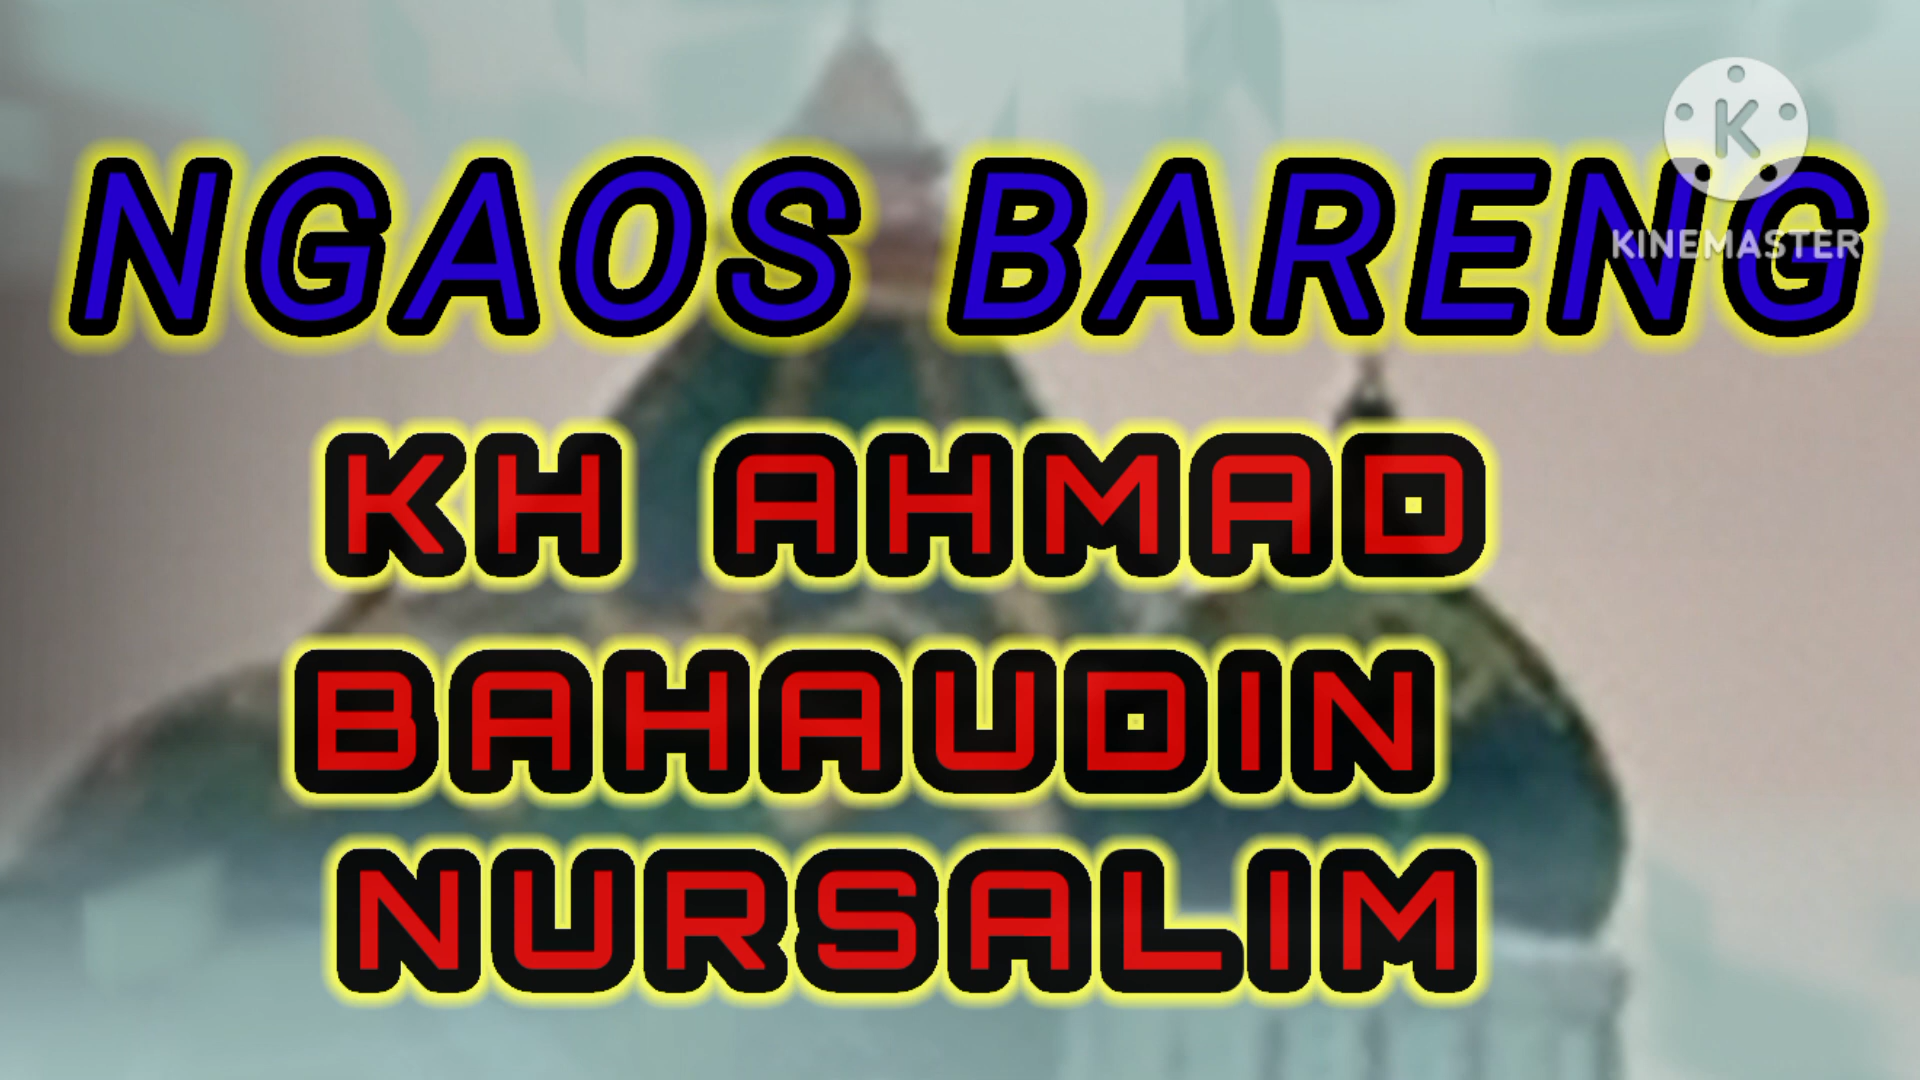 NGAOS BARENG
K
KINEMASTER
KH AHMAD
BAHAUDIN
NURSALIM